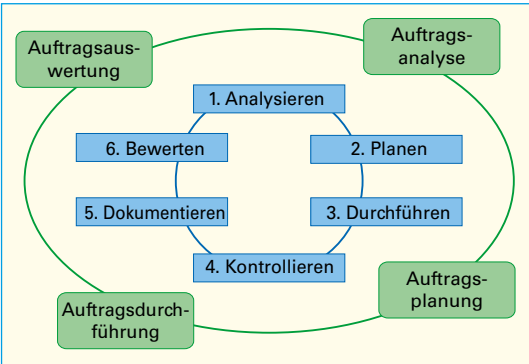 Auftragsaus-
wertung
Auftrags-
analyse
1. Analysieren
6. Bewerten
2. Planen
5. Dokumentieren
3. Durchführen
4. Kontrollieren
Auftragsdurch-
führung
Auftrags-
planung